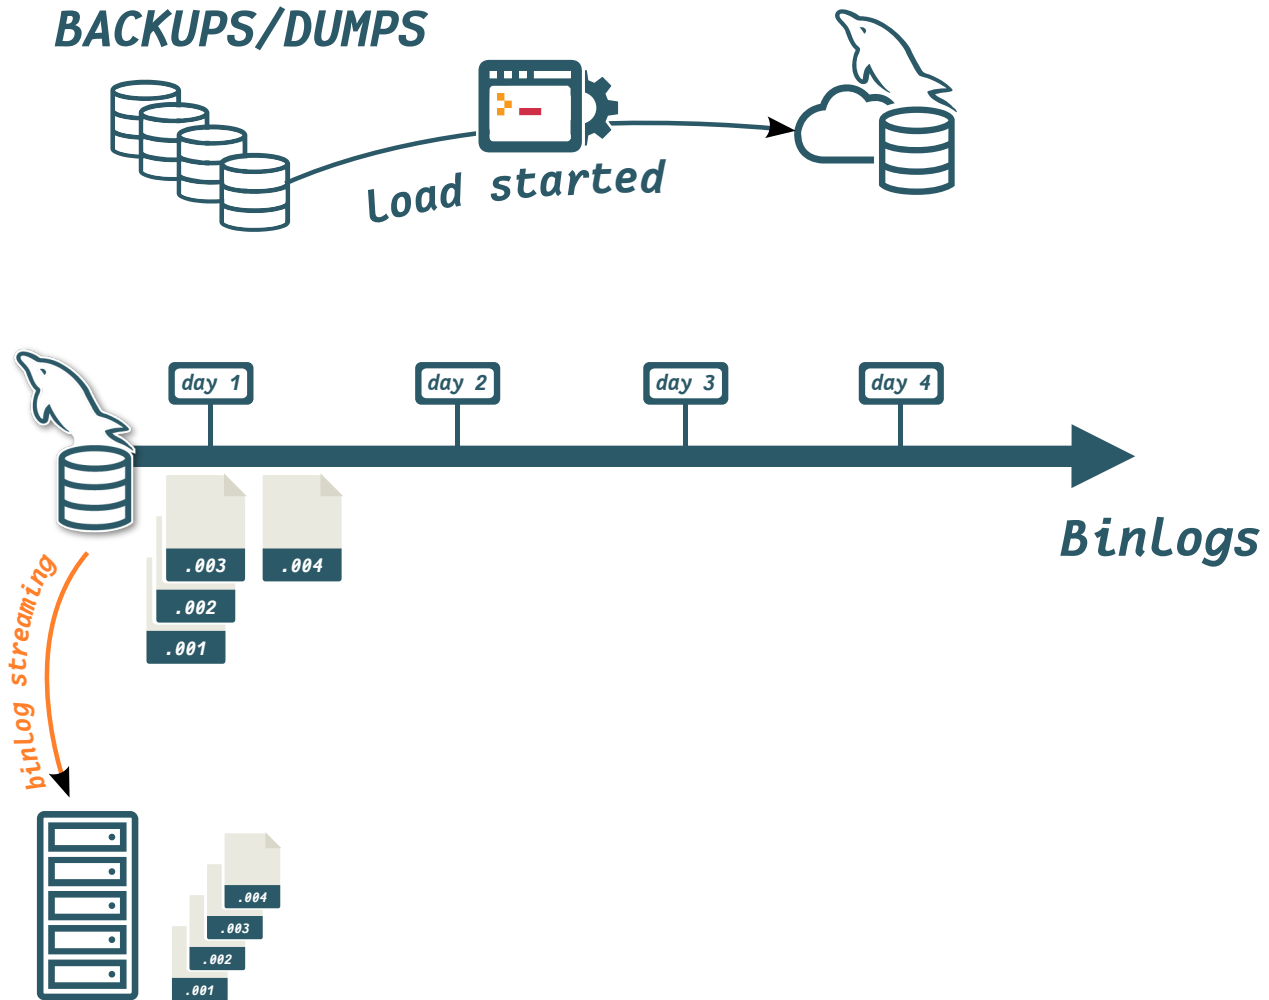 BACKUPS/DUMPS
Load started
day 1
day 2
day 3
day 4
Binlogs
.003
.004
.002
.001
binlog streaming
.004
.003
.002
.001